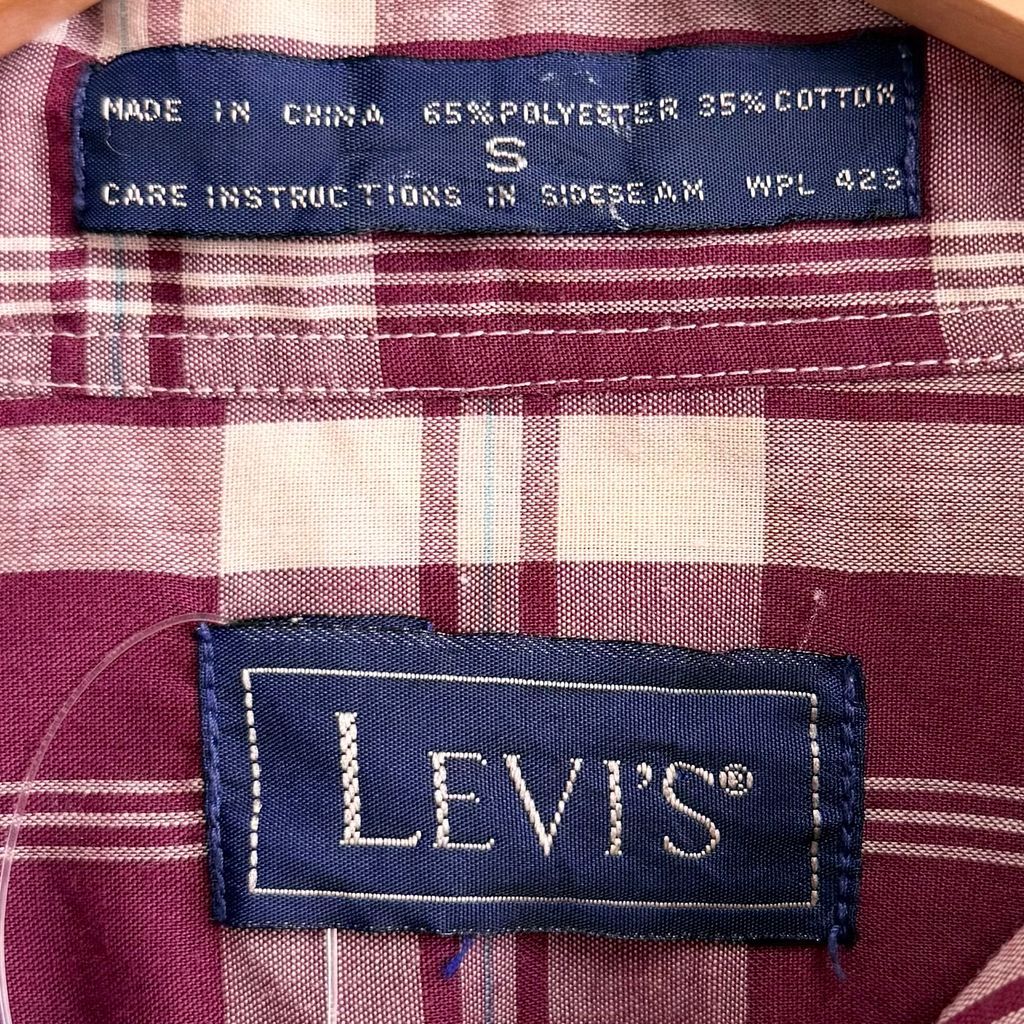 MADE IN CHINA 65% POLYESTER 35% COTTON
S
CARE INSTRUCTIONS IN SIDESEAM WPL 423
LEVI'S®